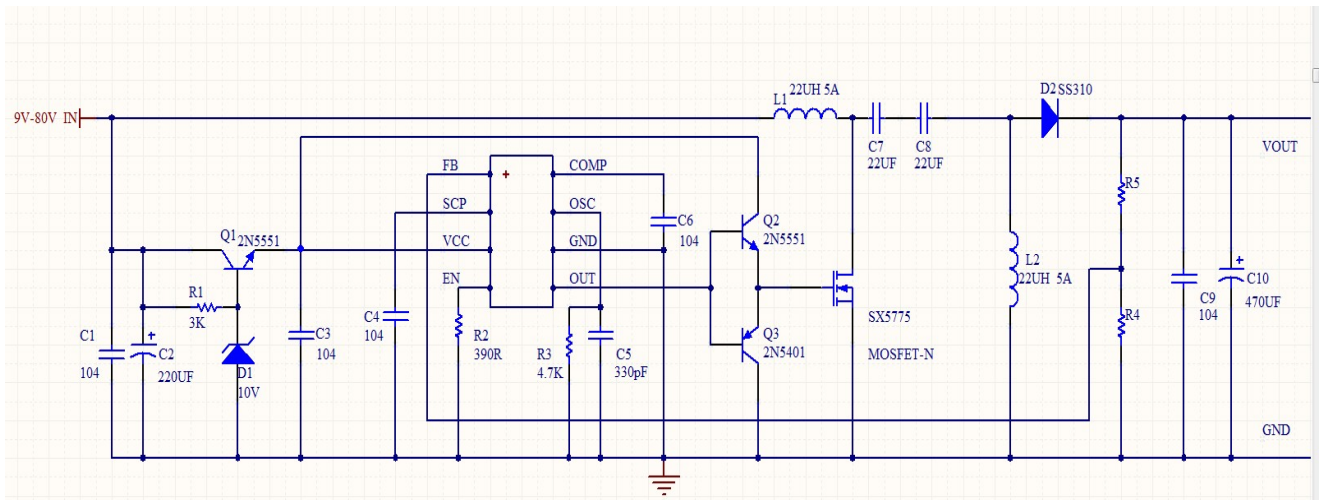 9V-80V IN
L1
22UH 5A
D2 SS310
C7
22UF
C8
22UF
VOUT
FB
COMP
SCP
OSC
VCC
GND
EN
OUT
C6
104
Q1 2N5551
Q2
2N5551
R5
R1
3K
L2
22UH 5A
C10
470UF
C9
104
R4
SX5775
MOSFET-N
C1
104
C2
220UF
D1
10V
C3
104
C4
104
R2
390R
R3
4.7K
C5
330pF
Q3
2N5401
GND